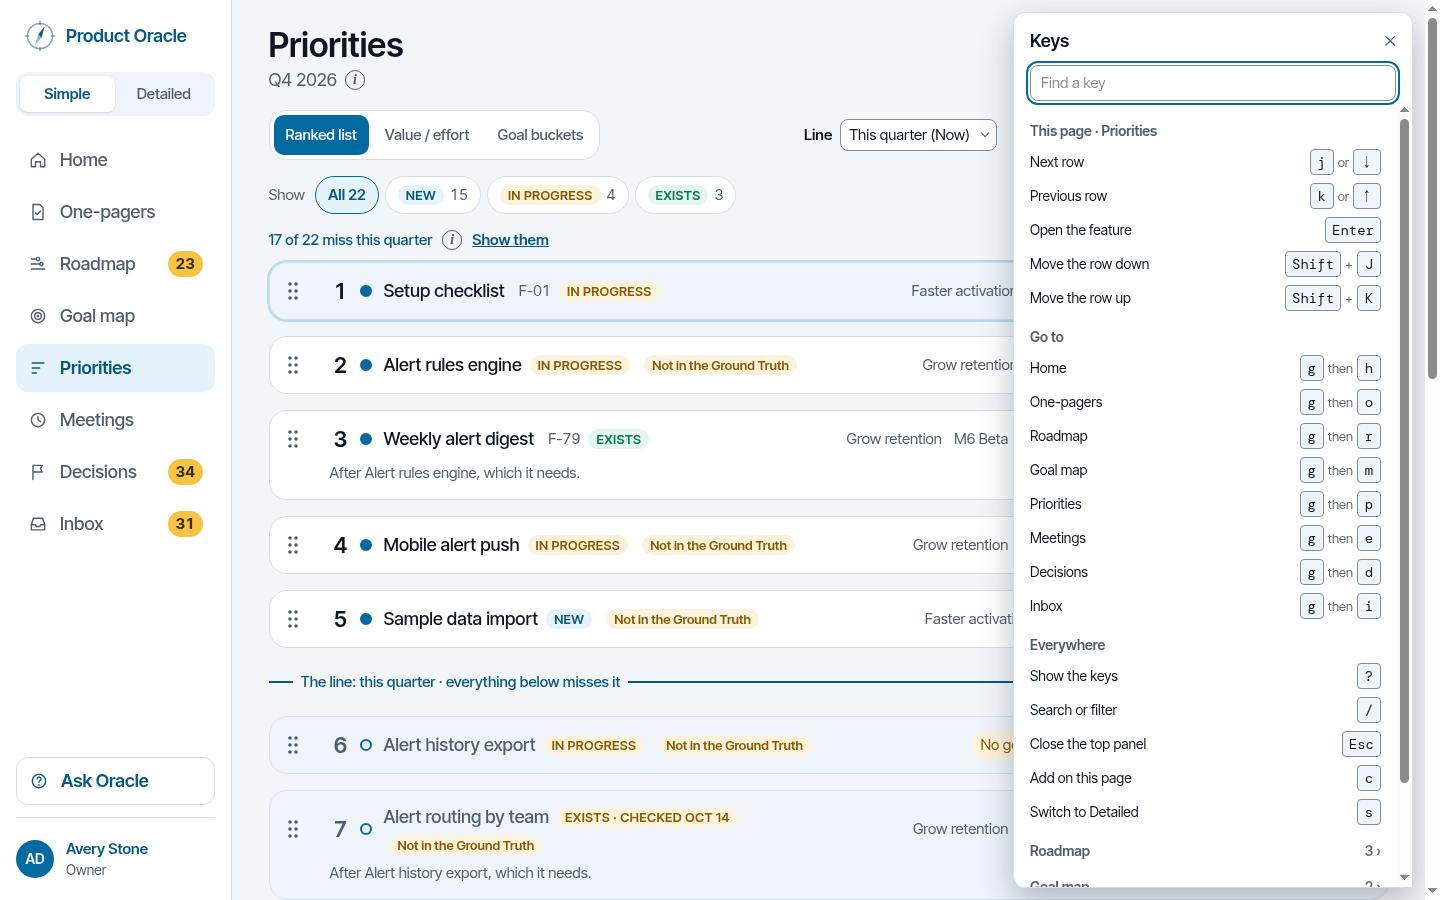 Product Oracle
Simple
Detailed
Home
One-pagers
Roadmap 23
Goal map
Priorities
Meetings
Decisions 34
Inbox 31
Ask Oracle
AD
Avery Stone
Owner
Priorities
Q4 2026 i
Ranked list
Value / effort
Goal buckets
Line This quarter (Now)
Show All 22 NEW 15 IN PROGRESS 4 EXISTS 3
17 of 22 miss this quarter i Show them
1 Setup checklist F-01 IN PROGRESS Faster activation
2 Alert rules engine IN PROGRESS Not in the Ground Truth Grow retention
3 Weekly alert digest F-79 EXISTS Grow retention M6 Beta
After Alert rules engine, which it needs.
4 Mobile alert push IN PROGRESS Not in the Ground Truth Grow retention
5 Sample data import NEW Not in the Ground Truth Faster activati
The line: this quarter · everything below misses it
6 Alert history export IN PROGRESS Not in the Ground Truth No g
7 Alert routing by team EXISTS · CHECKED OCT 14 Grow retention
Not in the Ground Truth
After Alert history export, which it needs.
Keys
Find a key
This page · Priorities
Next row j or ↓
Previous row k or ↑
Open the feature Enter
Move the row down Shift + J
Move the row up Shift + K
Go to
Home g then h
One-pagers g then o
Roadmap g then r
Goal map g then m
Priorities g then p
Meetings g then e
Decisions g then d
Inbox g then i
Everywhere
Show the keys ?
Search or filter /
Close the top panel Esc
Add on this page c
Switch to Detailed s
Roadmap 3 ›
Goal map 2 ›